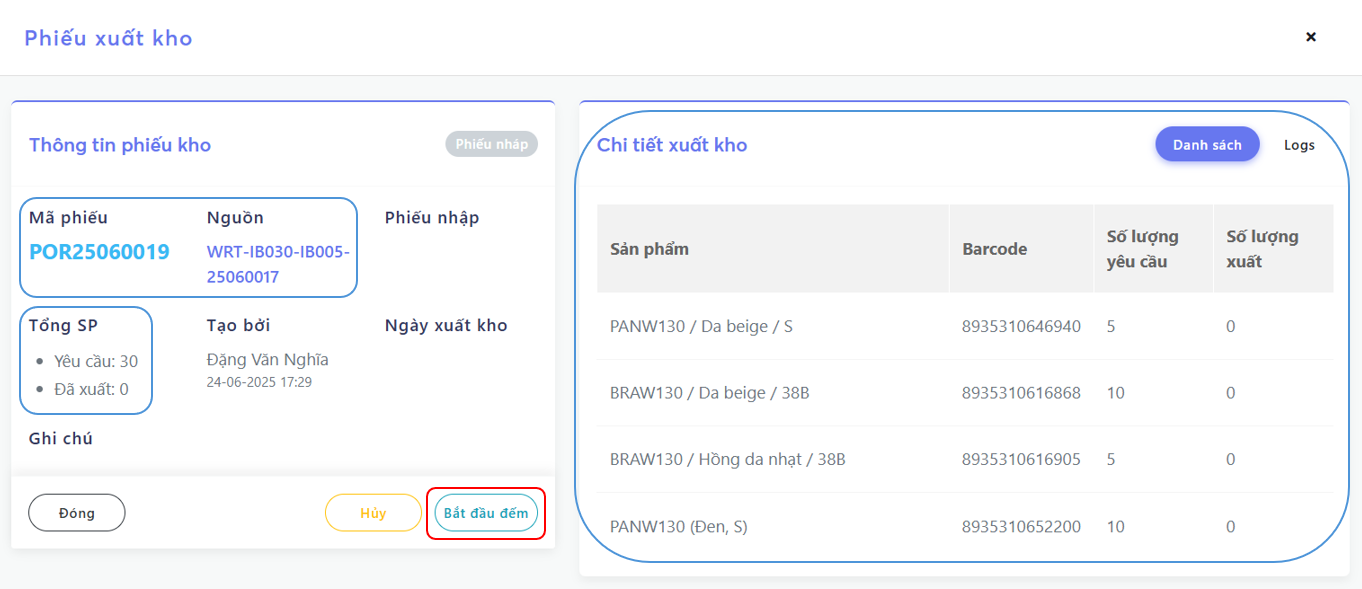 Phiếu xuất kho
×
Thông tin phiếu kho
Phiếu nháp
Mã phiếu
POR25060019
Nguồn
WRT-IB030-IB005-
25060017
Phiếu nhập
Tổng SP
Yêu cầu: 30
Đã xuất: 0
Tạo bởi
Đặng Văn Nghĩa
24-06-2025 17:29
Ngày xuất kho
Ghi chú
Đóng
Hủy
Bắt đầu đếm
Chi tiết xuất kho
Danh sách
Logs
Sản phẩm Barcode Số lượng yêu cầu Số lượng xuất
PANW130 / Da beige / S 8935310646940 5 0
BRAW130 / Da beige / 38B 8935310616868 10 0
BRAW130 / Hồng da nhạt / 38B 8935310616905 5 0
PANW130 (Đen, S) 8935310652200 10 0